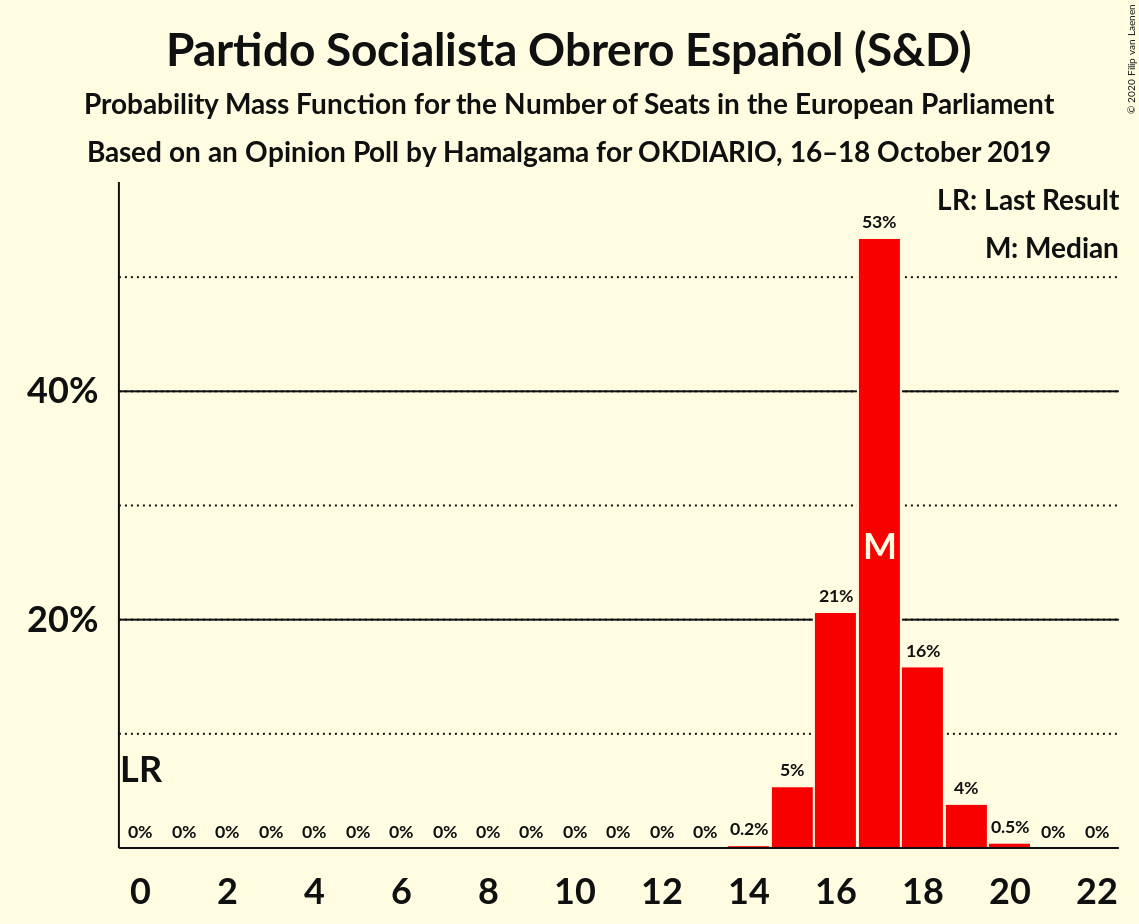 Partido Socialista Obrero Español (S&D)
Probability Mass Function for the Number of Seats in the European Parliament
Based on an Opinion Poll by Hamalgama for OKDIARIO, 16–18 October 2019
© 2020 Filip van Laenen
LR: Last Result
M: Median
53%
40%
M
21%
20%
16%
LR
5%
4%
0% 0% 0% 0% 0% 0% 0% 0% 0% 0% 0% 0% 0% 0% 0.2% 0.5% 0% 0%
0 2 4 6 8 10 12 14 16 18 20 22